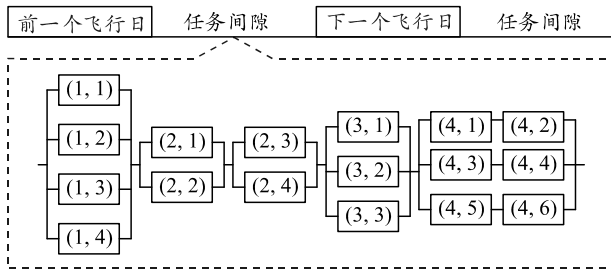 前一个飞行日 任务间隙 下一个飞行日 任务间隙
(1, 1)
(1, 2)
(1, 3)
(1, 4)
(2, 1) (2, 3)
(2, 2) (2, 4)
(3, 1)
(3, 2)
(3, 3)
(4, 1) (4, 2)
(4, 3) (4, 4)
(4, 5) (4, 6)